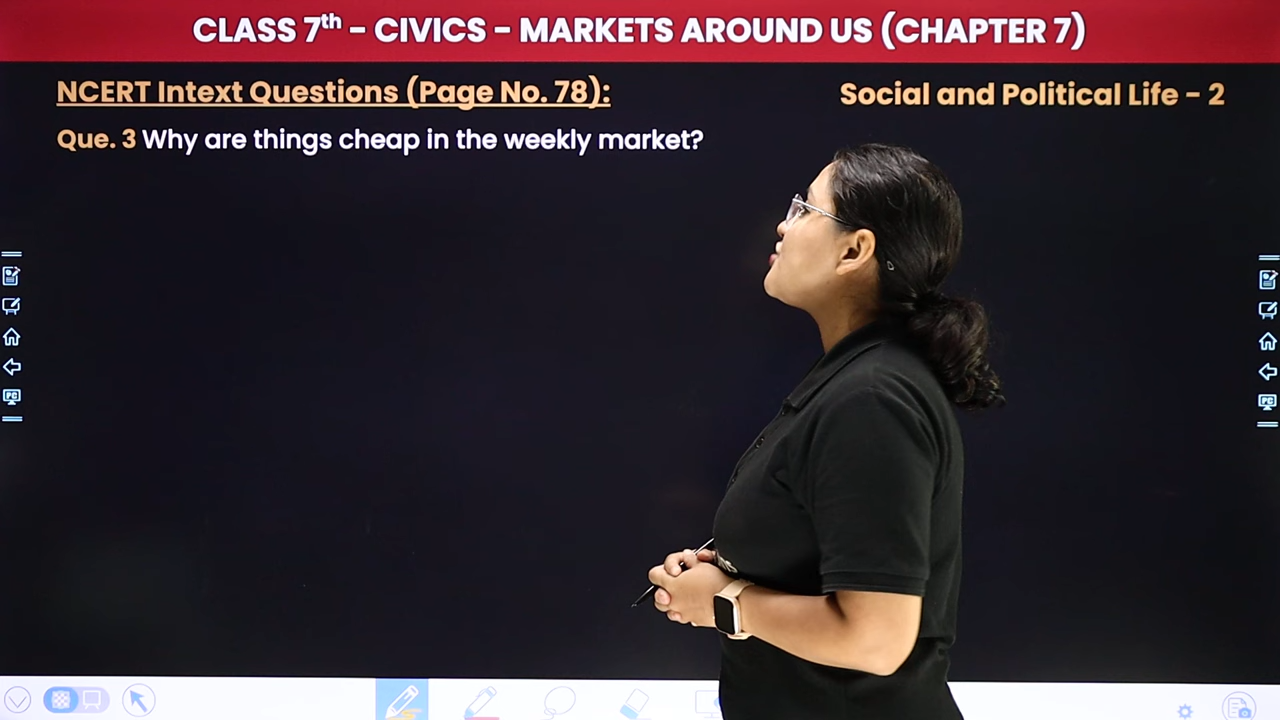 CLASS 7th - CIVICS - MARKETS AROUND US (CHAPTER 7)
NCERT Intext Questions (Page No. 78):
Social and Political Life - 2
Que. 3 Why are things cheap in the weekly market?